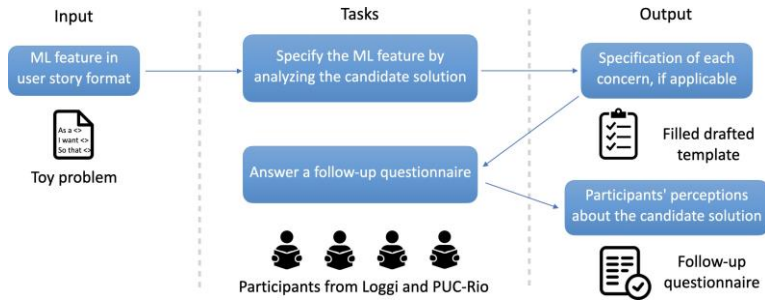 Input
Tasks
Output
ML feature in
user story format
Specify the ML feature by
analyzing the candidate solution
Specification of each
concern, if applicable
As a <>
I want <>
So that <>
Toy problem
Filled drafted
template
Answer a follow-up questionnaire
Participants' perceptions
about the candidate solution
Participants from Loggi and PUC-Rio
Follow-up
questionnaire